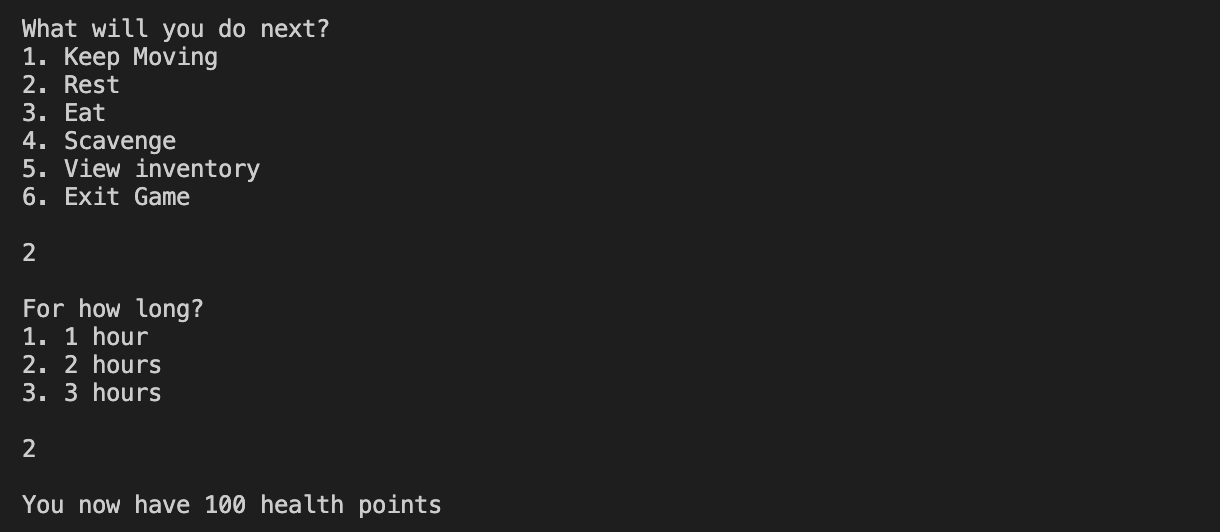 What will you do next?
1. Keep Moving
2. Rest
3. Eat
4. Scavenge
5. View inventory
6. Exit Game
2
For how long?
1. 1 hour
2. 2 hours
3. 3 hours
2
You now have 100 health points